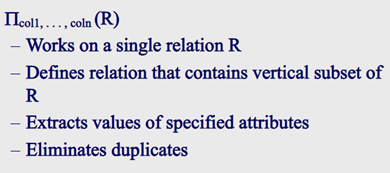 Πcol1, . . . , coln (R)
– Works on a single relation R
– Defines relation that contains vertical subset of
R
– Extracts values of specified attributes
– Eliminates duplicates